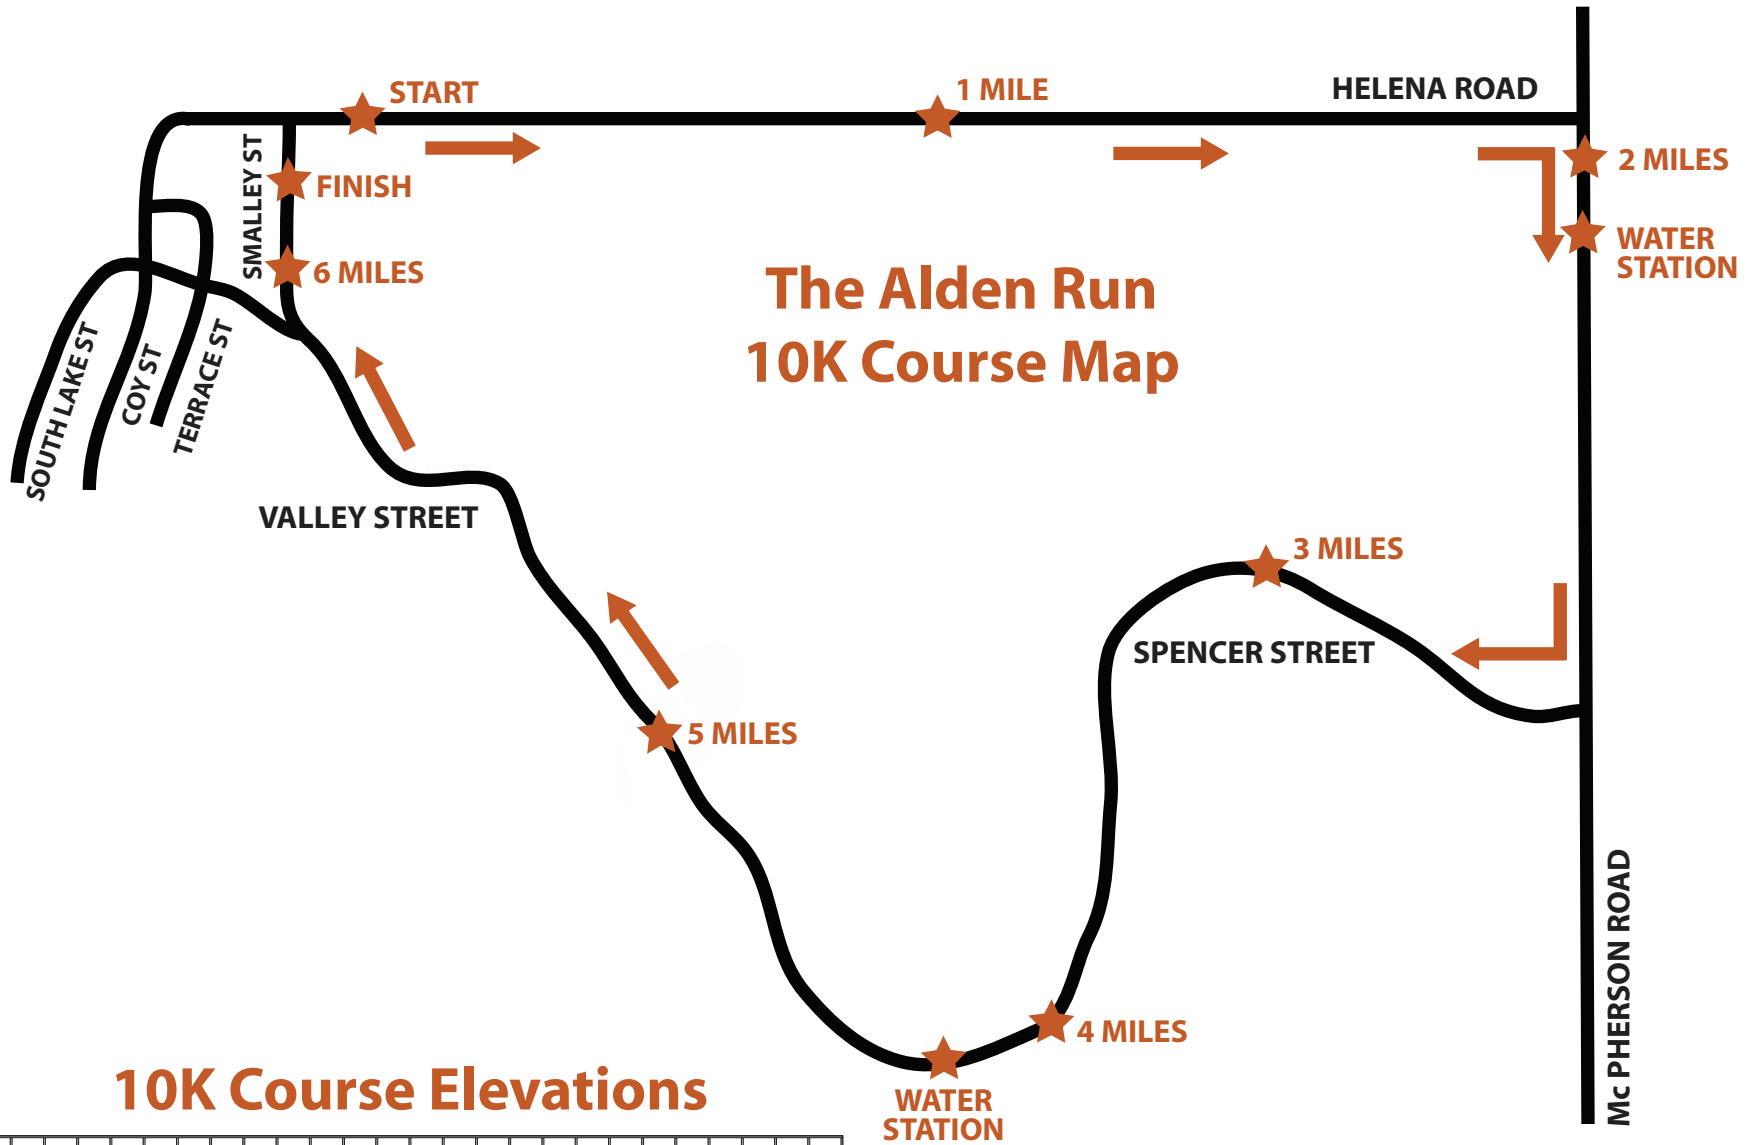 START
1 MILE
HELENA ROAD
2 MILES
WATER
STATION
SMALLEY ST
FINISH
6 MILES
The Alden Run
10K Course Map
SOUTH LAKE ST
COY ST
TERRACE ST
VALLEY STREET
3 MILES
SPENCER STREET
5 MILES
4 MILES
WATER
STATION
Mc PHERSON ROAD
10K Course Elevations